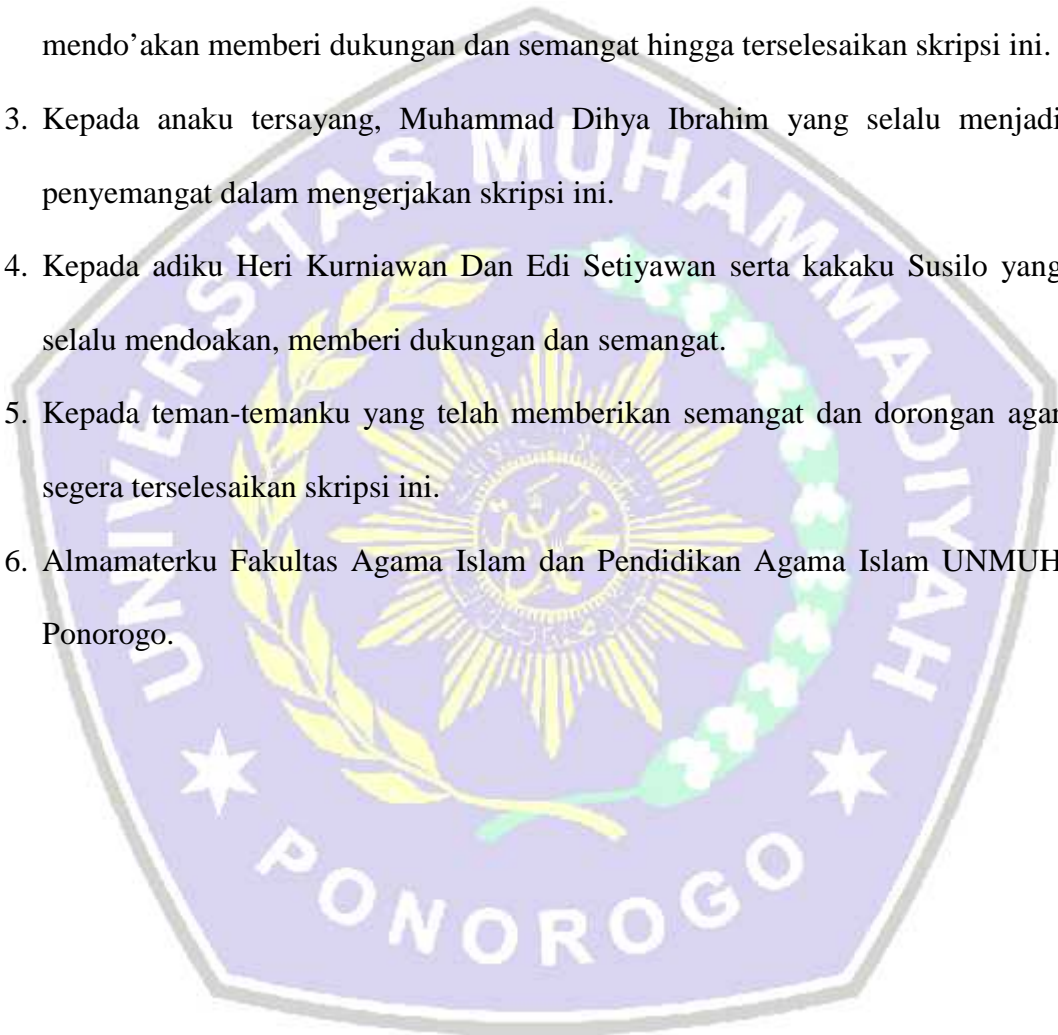 mendo’akan memberi dukungan dan semangat hingga terselesaikan skripsi ini.
3. Kepada anaku tersayang, Muhammad Dihya Ibrahim yang selalu menjadi
penyemangat dalam mengerjakan skripsi ini.
4. Kepada adiku Heri Kurniawan Dan Edi Setiyawan serta kakaku Susilo yang
selalu mendoakan, memberi dukungan dan semangat.
5. Kepada teman-temanku yang telah memberikan semangat dan dorongan agar
segera terselesaikan skripsi ini.
6. Almamaterku Fakultas Agama Islam dan Pendidikan Agama Islam UNMUH
Ponorogo.
UNIVERSITAS MUHAMMADIYAH
PONOROGO
محمدية